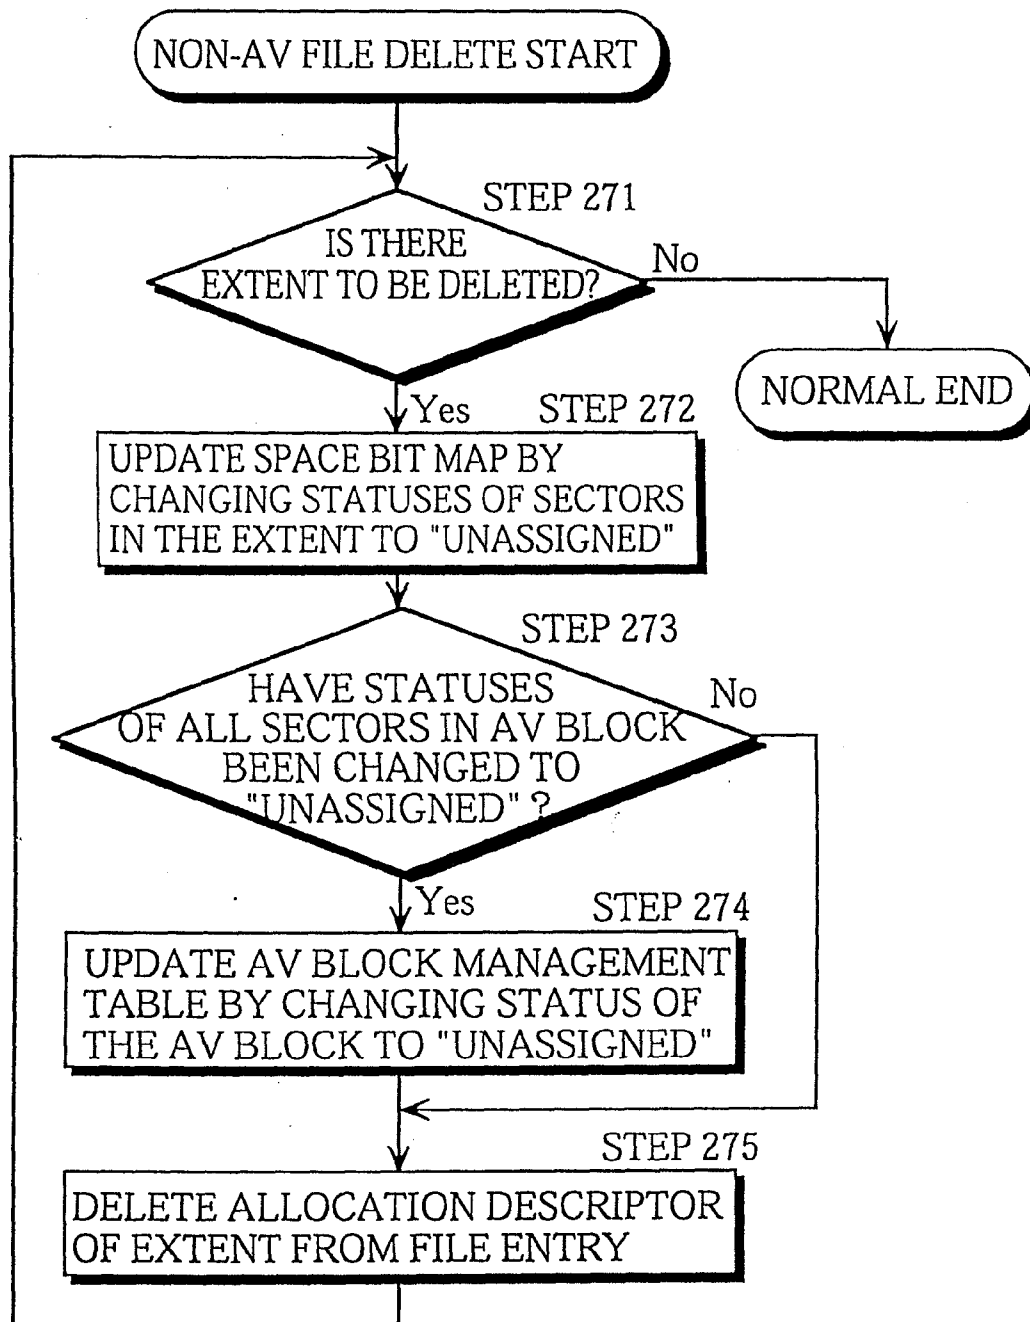 NON-AV FILE DELETE START
STEP 271
IS THERE
EXTENT TO BE DELETED?
No
NORMAL END
Yes
STEP 272
UPDATE SPACE BIT MAP BY
CHANGING STATUSES OF SECTORS
IN THE EXTENT TO "UNASSIGNED"
STEP 273
HAVE STATUSES
OF ALL SECTORS IN AV BLOCK
BEEN CHANGED TO
"UNASSIGNED" ?
No
Yes
STEP 274
UPDATE AV BLOCK MANAGEMENT
TABLE BY CHANGING STATUS OF
THE AV BLOCK TO "UNASSIGNED"
STEP 275
DELETE ALLOCATION DESCRIPTOR
OF EXTENT FROM FILE ENTRY